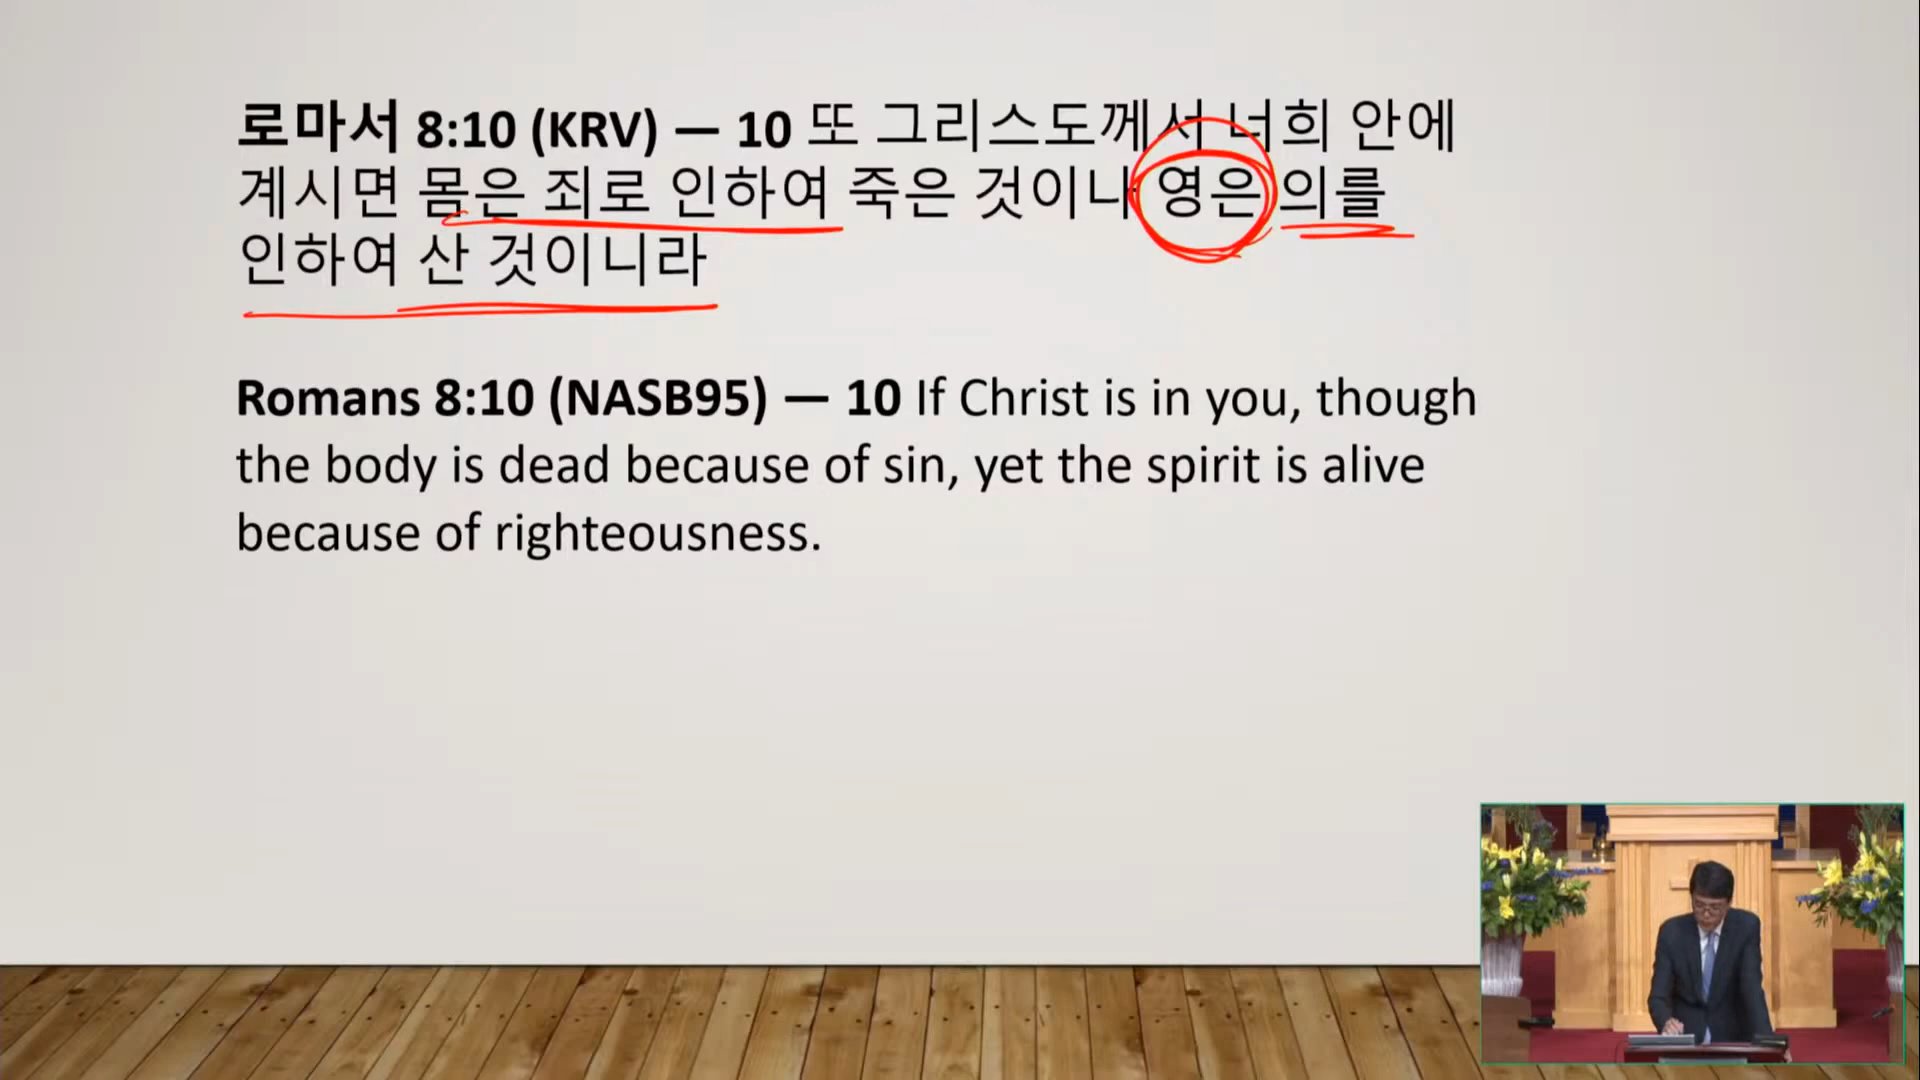 로마서 8:10 (KRV) — 10 또 그리스도께서 너희 안에
계시면 몸은 죄로 인하여 죽은 것이나 영은 의를
인하여 산 것이니라
Romans 8:10 (NASB95) — 10 If Christ is in you, though
the body is dead because of sin, yet the spirit is alive
because of righteousness.